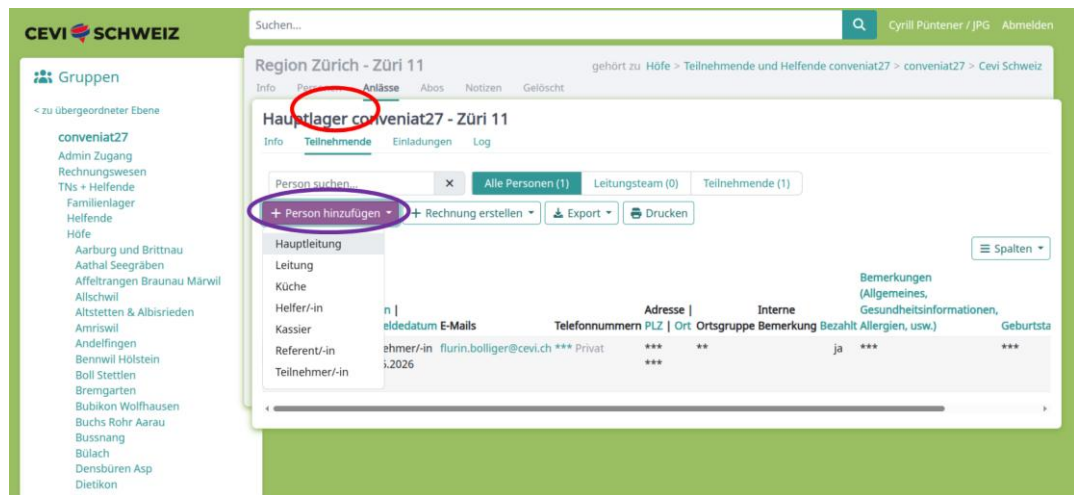 CEVI SCHWEIZ
Suchen...
Cyrill Püntener / JPG Abmelden
Gruppen
< zu übergeordneter Ebene
conveniat27
Admin Zugang
Rechnungswesen
TNs + Helfende
Familienlager
Helfende
Höfe
Aarburg und Brittnau
Aathal Seegräben
Affeltrangen Braunau Märwil
Allschwil
Altstetten & Albisrieden
Amriswil
Andelfingen
Bennwil Hölstein
Boll Stettlen
Bremgarten
Bubikon Wolfhausen
Buchs Rohr Aarau
Bussnang
Bülach
Densbüren Asp
Dietikon
Region Zürich - Züri 11
gehört zu Höfe > Teilnehmende und Helfende conveniat27 > conveniat27 > Cevi Schweiz
Info Anlässe Abos Notizen Gelöscht
Hauptlager conveniat27 - Züri 11
Info Teilnehmende Einladungen Log
Person suchen... × Alle Personen (1) Leitungsteam (0) Teilnehmende (1)
+ Person hinzufügen + Rechnung erstellen Export Drucken
Spalten
Hauptleitung
Leitung
Küche
Helfer/-in
Kassier
Referent/-in
Teilnehmer/-in
n |
eldedatum E-Mails Telefonnummern Adresse | PLZ | Ort Ortsgruppe Interne Bemerkung Bezahlt Bemerkungen (Allgemeines, Gesundheitsinformationen, Allergien, usw.) Geburtsta
ehmer/-in flurin.bolliger@cevi.ch *** Privat *** ** ja *** ***
.2026 ***